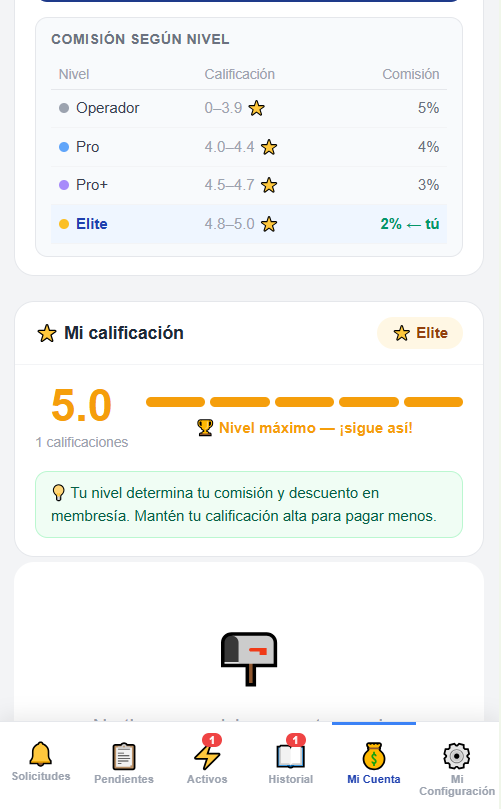 COMISIÓN SEGÚN NIVEL
Nivel Calificación Comisión
Operador 0–3.9 ⭐ 5%
Pro 4.0–4.4 ⭐ 4%
Pro+ 4.5–4.7 ⭐ 3%
Elite 4.8–5.0 ⭐ 2% ← tú
⭐ Mi calificación ⭐ Elite
5.0
🏆 Nivel máximo — ¡sigue así!
1 calificaciones
💡 Tu nivel determina tu comisión y descuento en
membresía. Mantén tu calificación alta para pagar menos.
1 1
Solicitudes Pendientes Activos Historial Mi Cuenta Mi
Configuración